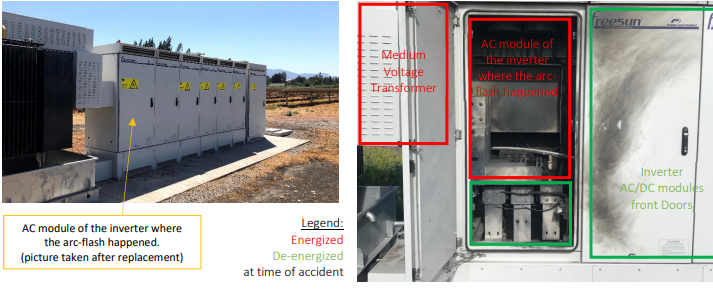 AC module of the inverter where
the arc-flash happened.
(picture taken after replacement)
Legend:
Energized
De-energized
at time of accident
Medium
Voltage
Transformer
AC module of
the inverter
where the arc-
flash happened
freesun
POWER ELECTRONICS
Inverter
AC/DC modules
front Doors